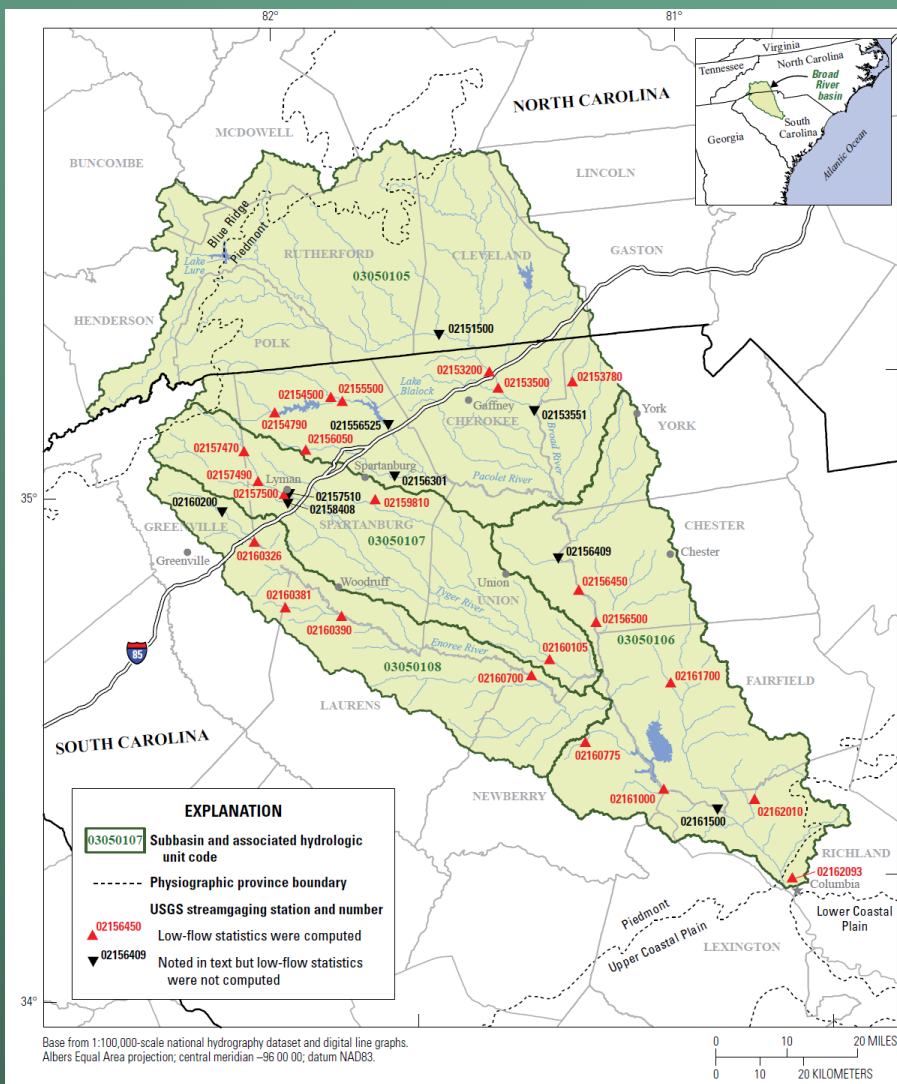 82°
81°
Virginia
Tennessee
North Carolina
Broad
River
basin
South
Carolina
Georgia
Atlantic Ocean
NORTH CAROLINA
MCDOWELL
BUNCOMBE
LINCOLN
Blue Ridge
Piedmont
RUTHERFORD
CLEVELAND
GASTON
Lake
Lure
03050105
HENDERSON
POLK
02151500
02153200
02153500
02153780
Lake
Blalock
02154500
02155500
Gaffney
CHEROKEE
02153551
York
YORK
02154790
021556525
Broad River
02157470
02156050
Spartanburg
02156301
Pacolet River
02157490
Lyman
02157500
02157510
02158408
02159810
35°
02160200
GREENVILLE
SPARTANBURG
03050107
CHESTER
Greenville
02160326
02156409
Chester
Woodruff
Union
UNION
02156450
Tyger River
02160381
02160390
02156500
Enoree River
02160105
03050106
85
03050108
02160700
02161700
FAIRFIELD
LAURENS
SOUTH CAROLINA
02160775
NEWBERRY
02161000
02161500
02162010
RICHLAND
02162093
Columbia
Piedmont
Upper Coastal Plain
Lower Coastal
Plain
LEXINGTON
34°
EXPLANATION
03050107 Subbasin and associated hydrologic
unit code
Physiographic province boundary
USGS streamgaging station and number
02156450
Low-flow statistics were computed
02156409
Noted in text but low-flow statistics
were not computed
Base from 1:100,000-scale national hydrography dataset and digital line graphs.
Albers Equal Area projection; central meridian –96 00 00; datum NAD83.
0 10 20 MILES
0 10 20 KILOMETERS